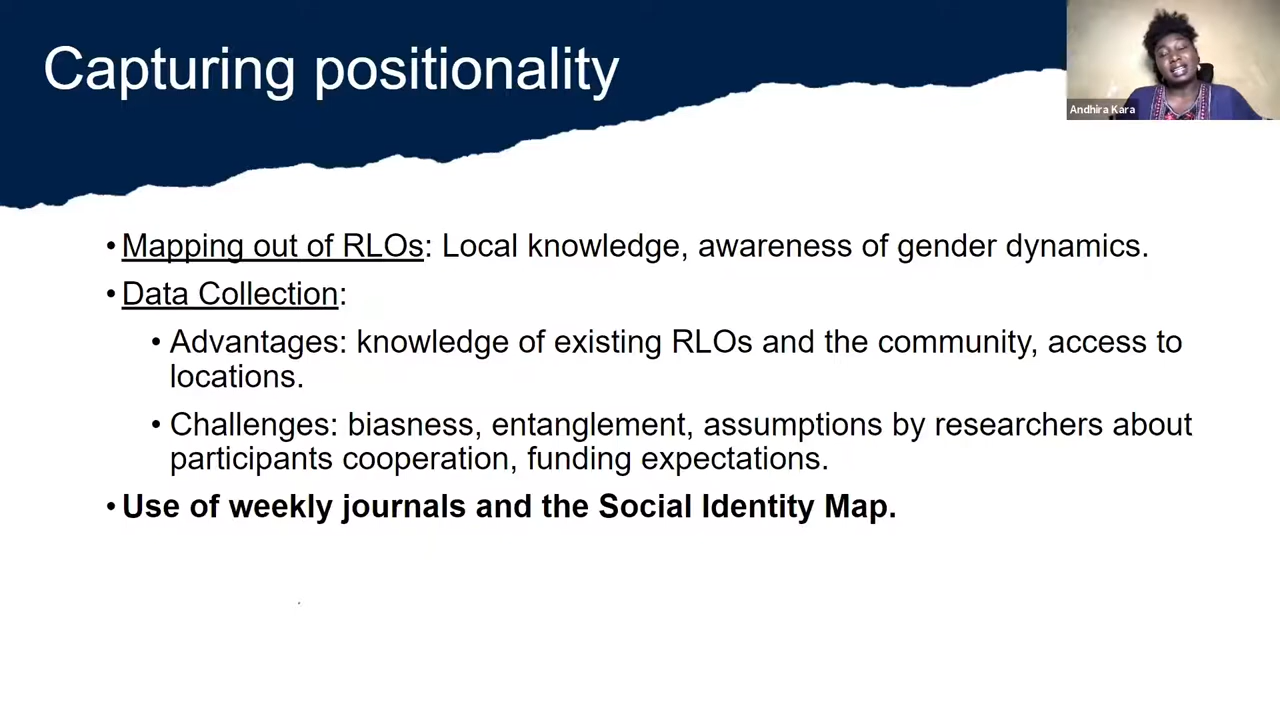 Capturing positionality
Andhira Kara
• Mapping out of RLOs: Local knowledge, awareness of gender dynamics.
• Data Collection:
• Advantages: knowledge of existing RLOs and the community, access to
locations.
• Challenges: biasness, entanglement, assumptions by researchers about
participants cooperation, funding expectations.
• Use of weekly journals and the Social Identity Map.